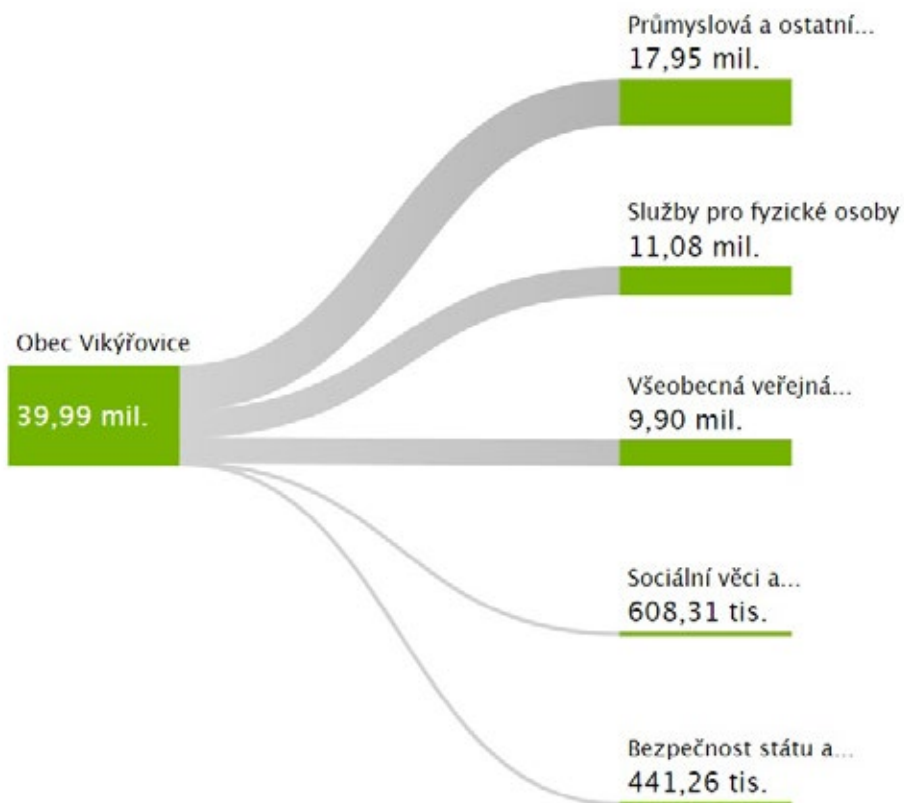 Průmyslová a ostatní...
17,95 mil.
Služby pro fyzické osoby
11,08 mil.
Obec Vikýřovice
39,99 mil.
Všeobecná veřejná...
9,90 mil.
Sociální věci a...
608,31 tis.
Bezpečnost státu a...
441,26 tis.